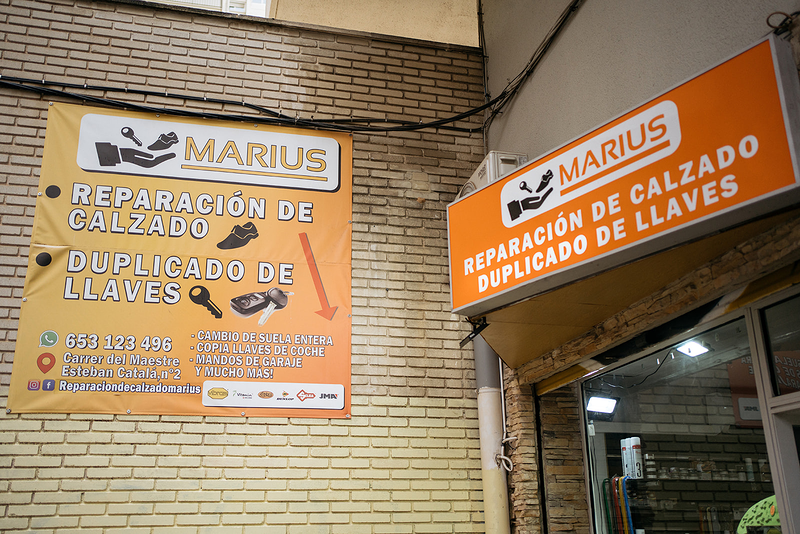 MARIUS
REPARACIÓN DE
CALZADO
DUPLICADO DE
LLAVES
653 123 496
Carrer del Maestre
Esteban Catalá,nº2
Reparaciondecalzadomarius
- CAMBIO DE SUELA ENTERA
- COPIA LLAVES DE COCHE
- MANDOS DE GARAJE
Y MUCHO MÁS!
JMA
MARIUS
REPARACIÓN DE CALZADO
DUPLICADO DE LLAVES